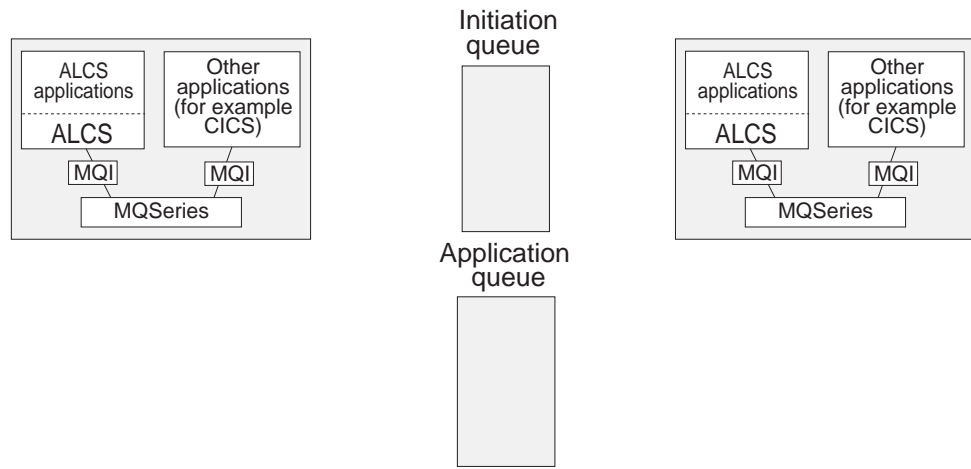 Initiation
queue
ALCS
applications
ALCS
Other
applications
(for example
CICS)
MQI
MQI
MQSeries
ALCS
applications
ALCS
Other
applications
(for example
CICS)
MQI
MQI
MQSeries
Application
queue